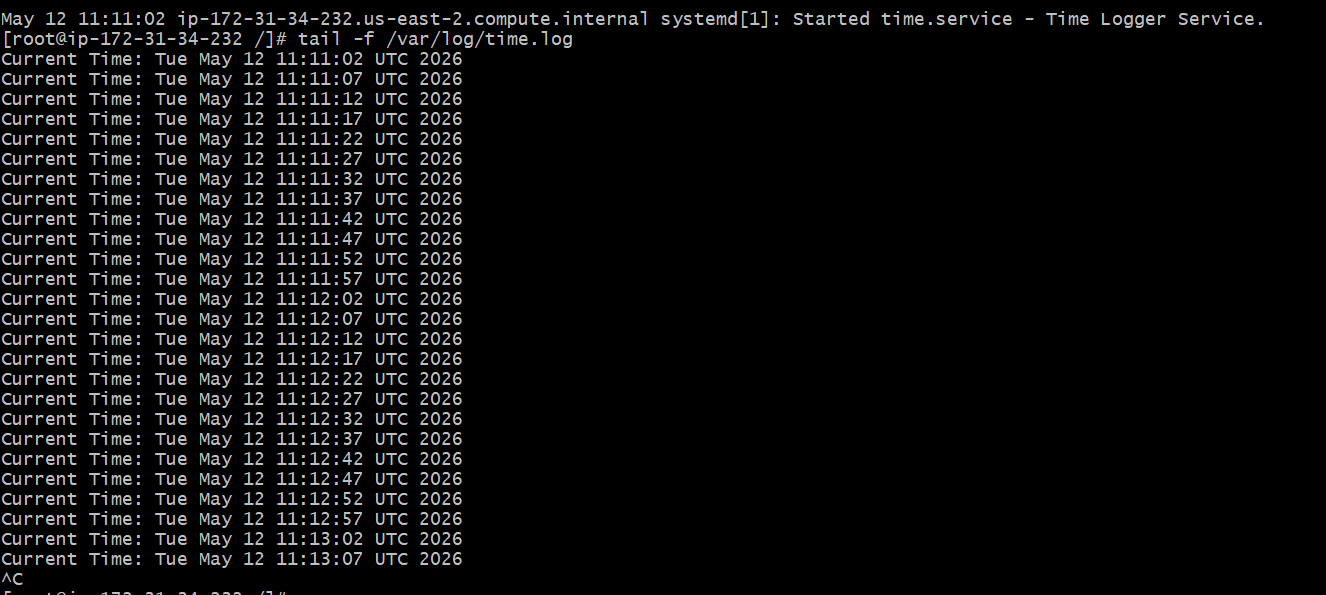 May 12 11:11:02 ip-172-31-34-232.us-east-2.compute.internal systemd[1]: Started time.service - Time Logger Service.
[root@ip-172-31-34-232 /]# tail -f /var/log/time.log
Current Time: Tue May 12 11:11:02 UTC 2026
Current Time: Tue May 12 11:11:07 UTC 2026
Current Time: Tue May 12 11:11:12 UTC 2026
Current Time: Tue May 12 11:11:17 UTC 2026
Current Time: Tue May 12 11:11:22 UTC 2026
Current Time: Tue May 12 11:11:27 UTC 2026
Current Time: Tue May 12 11:11:32 UTC 2026
Current Time: Tue May 12 11:11:37 UTC 2026
Current Time: Tue May 12 11:11:42 UTC 2026
Current Time: Tue May 12 11:11:47 UTC 2026
Current Time: Tue May 12 11:11:52 UTC 2026
Current Time: Tue May 12 11:11:57 UTC 2026
Current Time: Tue May 12 11:12:02 UTC 2026
Current Time: Tue May 12 11:12:07 UTC 2026
Current Time: Tue May 12 11:12:12 UTC 2026
Current Time: Tue May 12 11:12:17 UTC 2026
Current Time: Tue May 12 11:12:22 UTC 2026
Current Time: Tue May 12 11:12:27 UTC 2026
Current Time: Tue May 12 11:12:32 UTC 2026
Current Time: Tue May 12 11:12:37 UTC 2026
Current Time: Tue May 12 11:12:42 UTC 2026
Current Time: Tue May 12 11:12:47 UTC 2026
Current Time: Tue May 12 11:12:52 UTC 2026
Current Time: Tue May 12 11:12:57 UTC 2026
Current Time: Tue May 12 11:13:02 UTC 2026
Current Time: Tue May 12 11:13:07 UTC 2026
^C
[root@ip-172-31-34-232 /]#